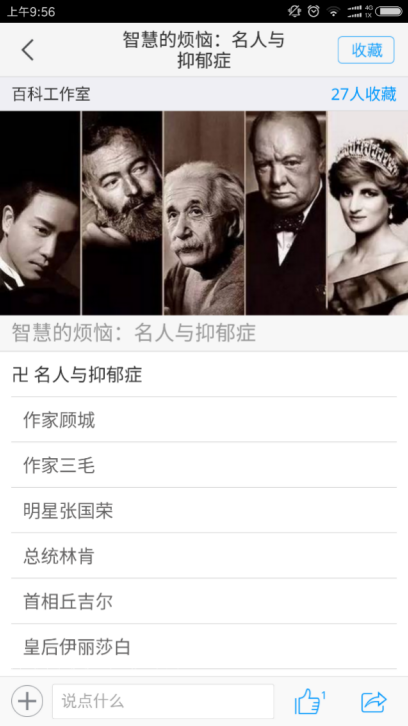 上午9:56
4G
1X
智慧的烦恼：名人与
抑郁症
收藏
百科工作室
27人收藏
智慧的烦恼：名人与抑郁症
卍 名人与抑郁症
作家顾城
作家三毛
明星张国荣
总统林肯
首相丘吉尔
皇后伊丽莎白
说点什么
1